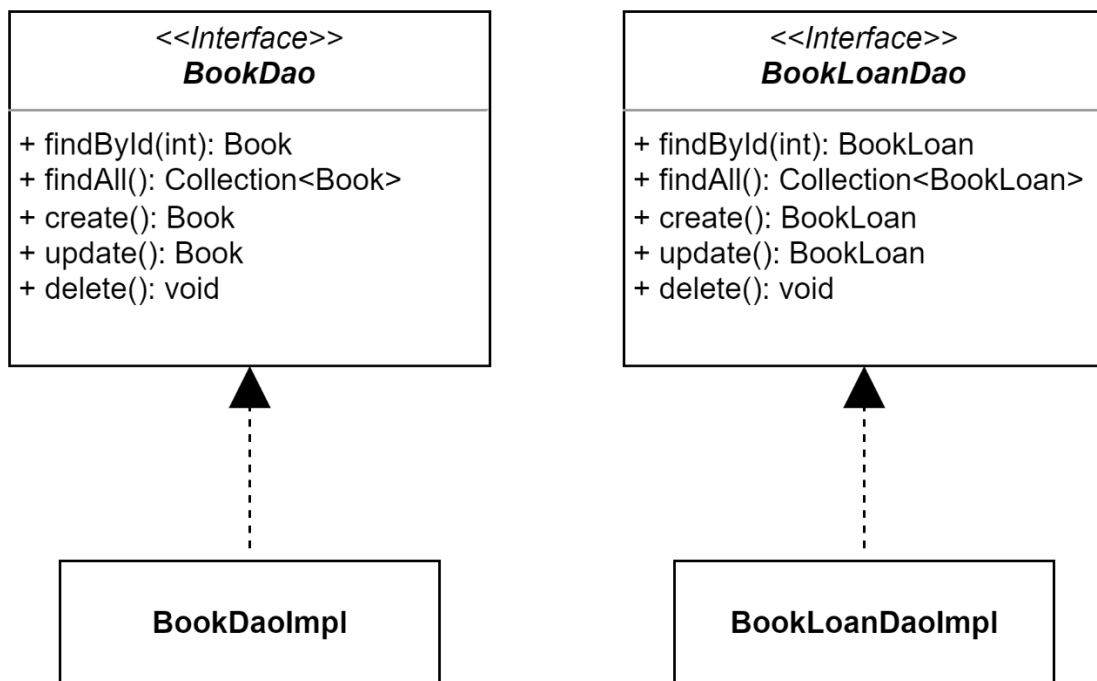 <<Interface>>
BookDao
+ findById(int): Book
+ findAll(): Collection<Book>
+ create(): Book
+ update(): Book
+ delete(): void
BookDaoImpl
<<Interface>>
BookLoanDao
+ findById(int): BookLoan
+ findAll(): Collection<BookLoan>
+ create(): BookLoan
+ update(): BookLoan
+ delete(): void
BookLoanDaoImpl